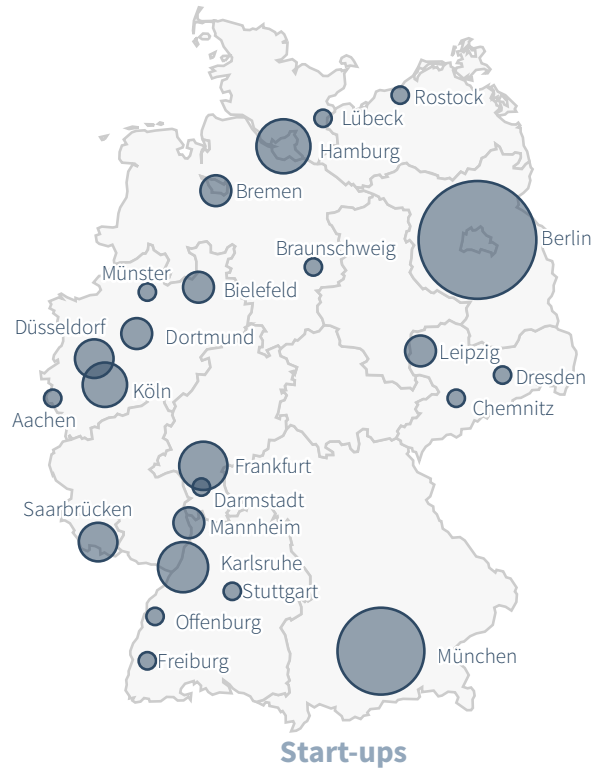 Rostock
Lübeck
Hamburg
Bremen
Berlin
Braunschweig
Münster
Bielefeld
Düsseldorf
Dortmund
Leipzig
Dresden
Köln
Chemnitz
Aachen
Frankfurt
Darmstadt
Saarbrücken
Mannheim
Karlsruhe
Stuttgart
Offenburg
München
Freiburg
Start-ups